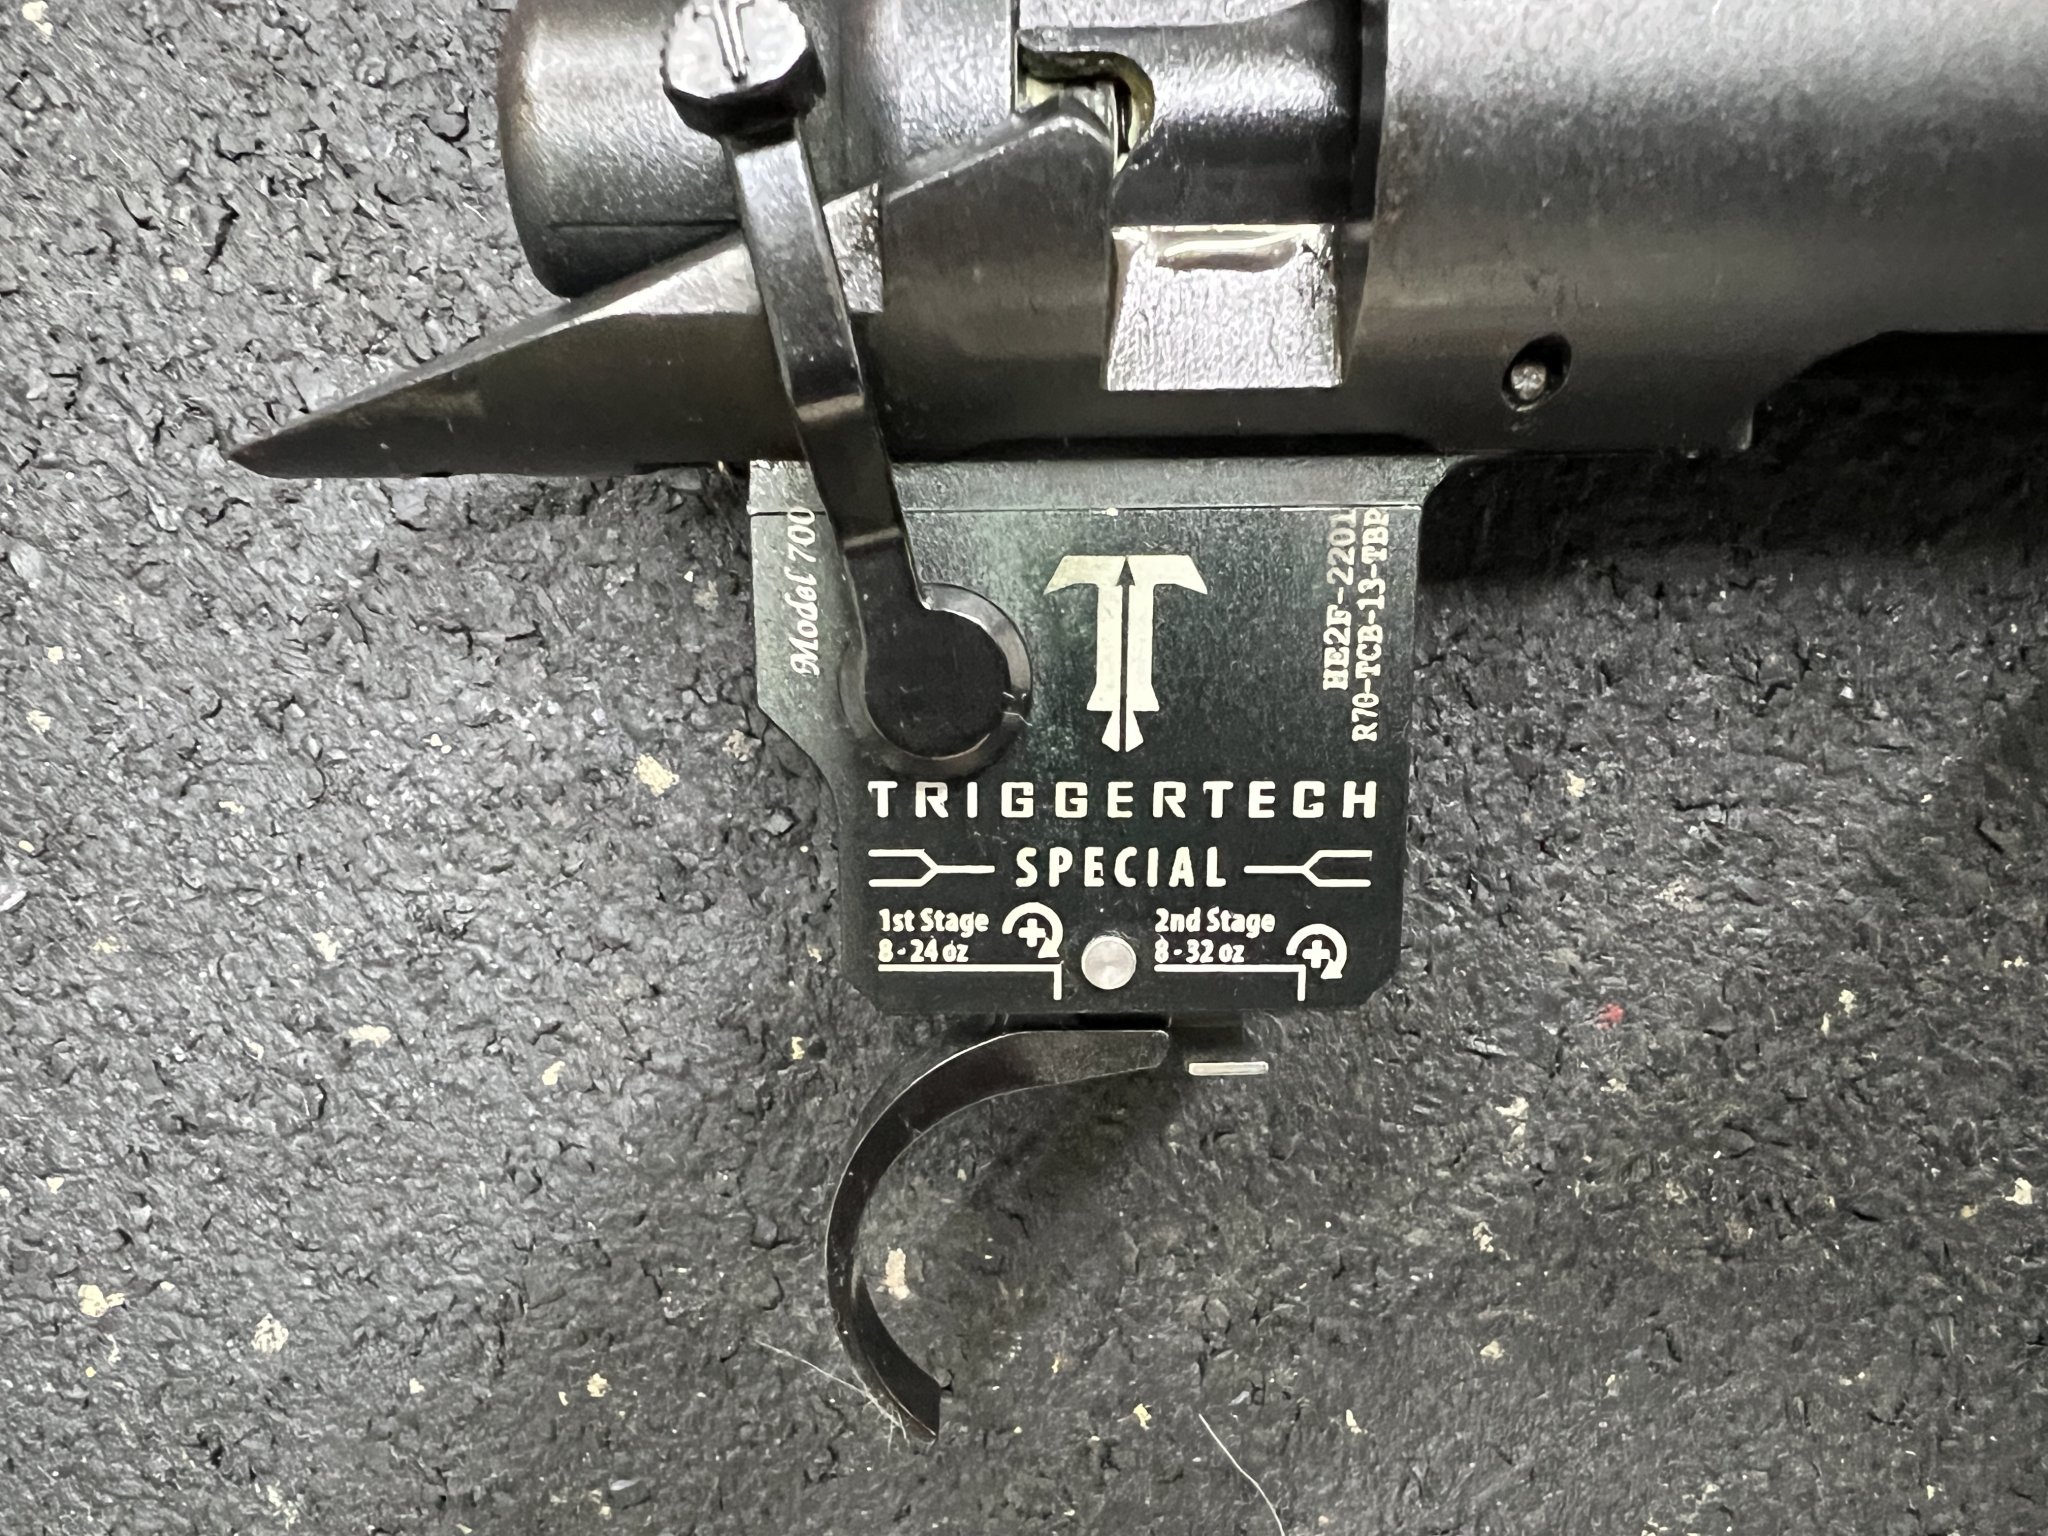 Model 700
HE2F-2201
R70-TCB-13-TBP
TRIGGERTECH
SPECIAL
1st Stage
8 - 24 oz
2nd Stage
8 - 32 oz